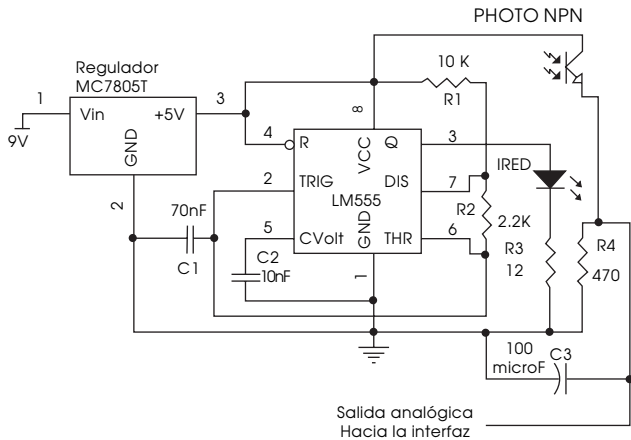 PHOTO NPN
Regulador
MC7805T
10 K
R1
1
Vin
+5V
3
GND
9V
2
8
4
R
VCC
Q
3
IRED
TRIG
DIS
7
2
LM555
R2
2.2K
70nF
C1
5
CVolt
GND
THR
6
R3
12
R4
470
C2
10nF
1
100
microF
C3
Salida analógica
Hacia la interfaz